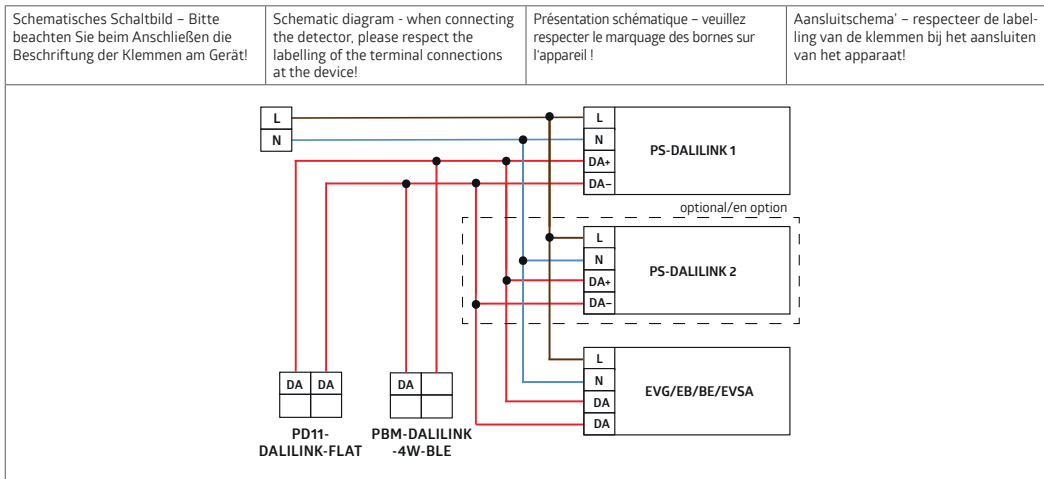 Schematisches Schaltbild – Bitte
beachten Sie beim Anschließen die
Beschriftung der Klemmen am Gerät!
Schematic diagram - when connecting
the detector, please respect the
labelling of the terminal connections
at the device!
Présentation schématique – veuillez
respecter le marquage des bornes sur
l'appareil !
Aansluitschema' – respecteer de label-
ling van de klemmen bij het aansluiten
van het apparaat!
L
N
L
N
DA+
DA–
PS-DALILINK 1
optional/en option
L
N
DA+
DA–
PS-DALILINK 2
L
N
DA
DA
EVG/EB/BE/EVSA
DA DA
PD11-
DALILINK-FLAT
DA
PBM-DALILINK
-4W-BLE